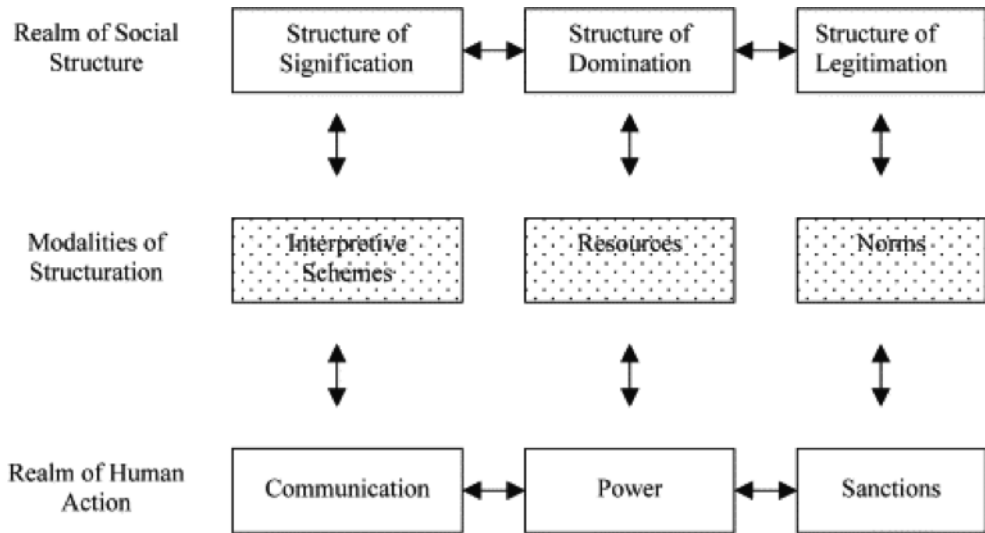 Realm of Social
Structure
Structure of
Signification
Structure of
Domination
Structure of
Legitimation
Modalities of
Structuration
Interpretive
Schemes
Resources
Norms
Realm of Human
Action
Communication
Power
Sanctions